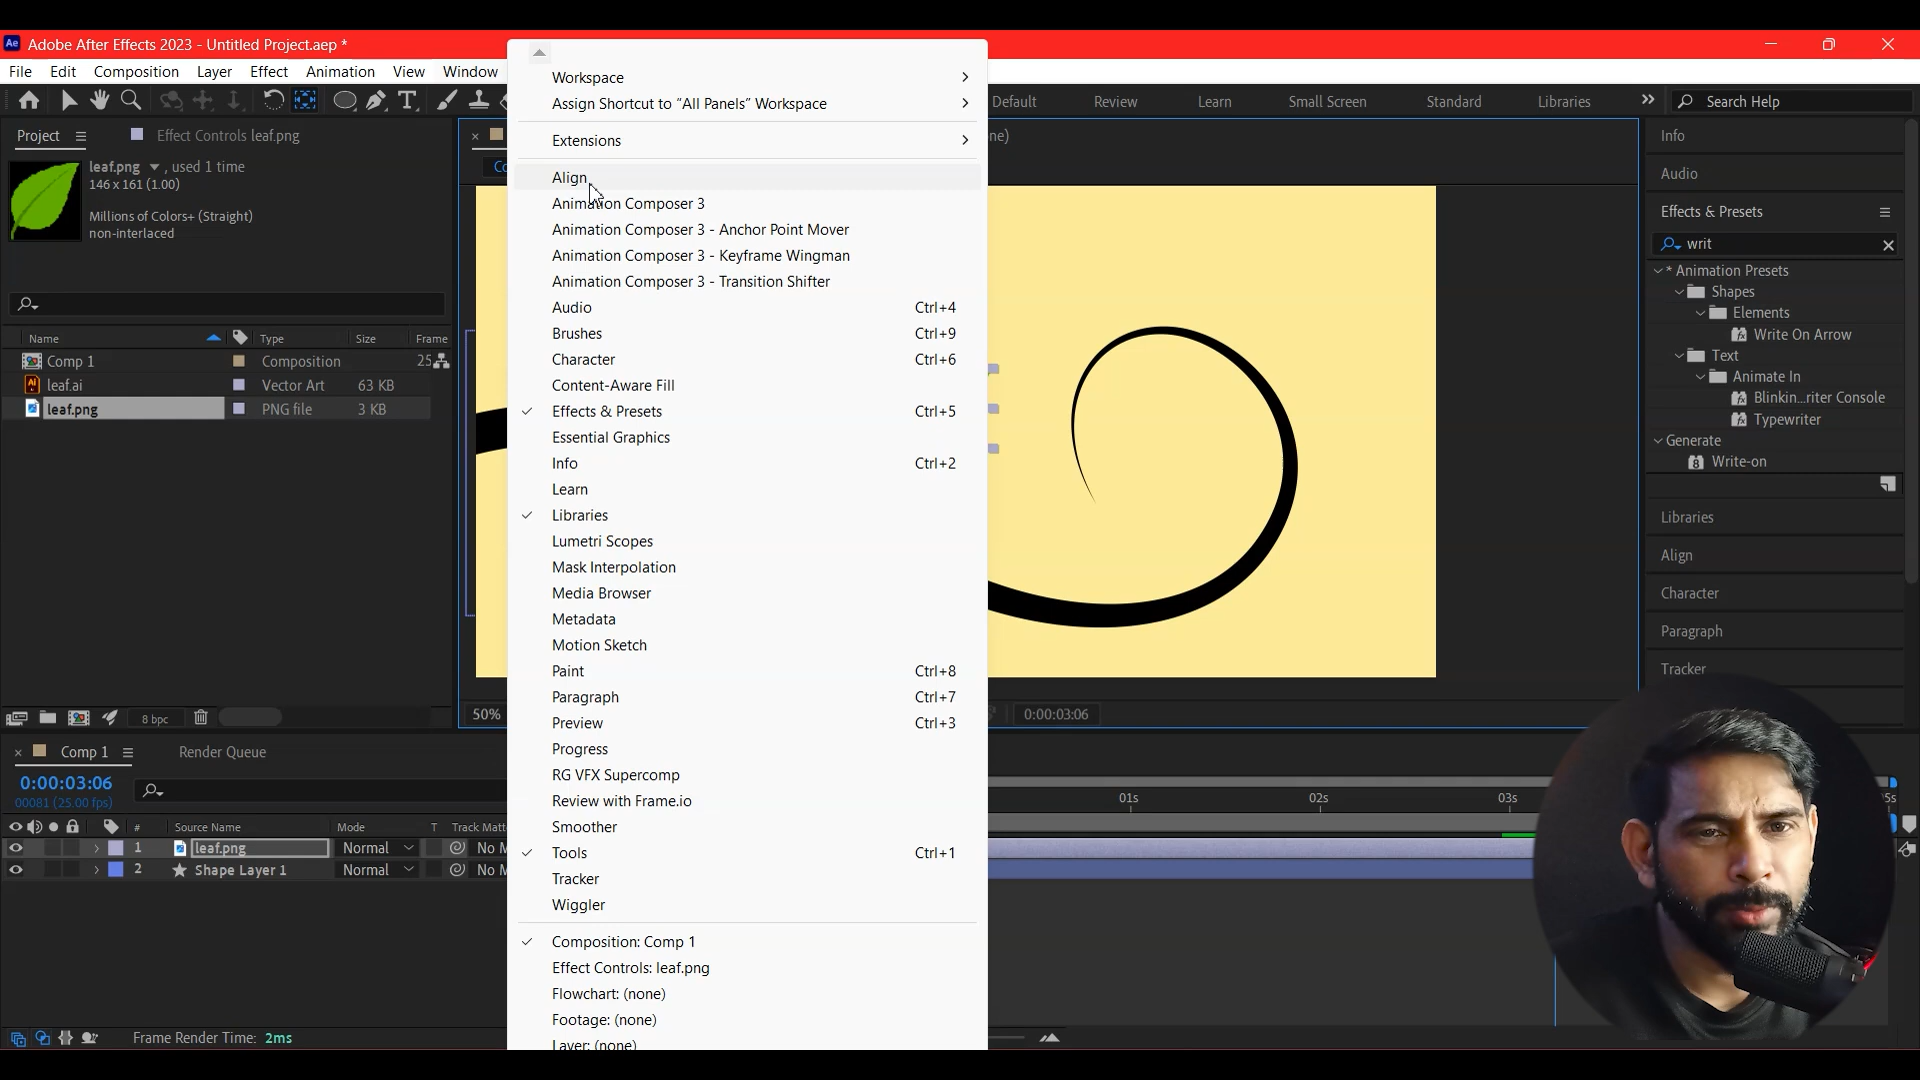 Ae Adobe After Effects 2023 - Untitled Project.aep *
File Edit Composition Layer Effect Animation View Window
Default Review Learn Small Screen Standard Libraries Search Help
Project Effect Controls leaf.png
leaf.png , used 1 time
146 x 161 (1.00)
Millions of Colors+ (Straight)
non-interlaced
Name Type Size Frame
Comp 1 Composition 25
leaf.ai Vector Art 63 KB
leaf.png PNG file 3 KB
8 bpc
Workspace
Assign Shortcut to “All Panels” Workspace
Extensions
Align
Animation Composer 3
Animation Composer 3 - Anchor Point Mover
Animation Composer 3 - Keyframe Wingman
Animation Composer 3 - Transition Shifter
Audio Ctrl+4
Brushes Ctrl+9
Character Ctrl+6
Content-Aware Fill
Effects & Presets Ctrl+5
Essential Graphics
Info Ctrl+2
Learn
Libraries
Lumetri Scopes
Mask Interpolation
Media Browser
Metadata
Motion Sketch
Paint Ctrl+8
Paragraph Ctrl+7
Preview Ctrl+3
Progress
RG VFX Supercomp
Review with Frame.io
Smoother
Tools Ctrl+1
Tracker
Wiggler
Composition: Comp 1
Effect Controls: leaf.png
Flowchart: (none)
Footage: (none)
Layer: (none)
ne)
50%
0:00:03:06
Info
Audio
Effects & Presets
writ
* Animation Presets
Shapes
Elements
Write On Arrow
Text
Animate In
Blinkin...riter Console
Typewriter
Generate
8 Write-on
Libraries
Align
Character
Paragraph
Tracker
Comp 1 Render Queue
0:00:03:06
00081 (25.00 fps)
01s 02s 03s 5s
# Source Name Mode T Track Matt
1 leaf.png Normal No M
2 Shape Layer 1 Normal No M
Frame Render Time: 2ms